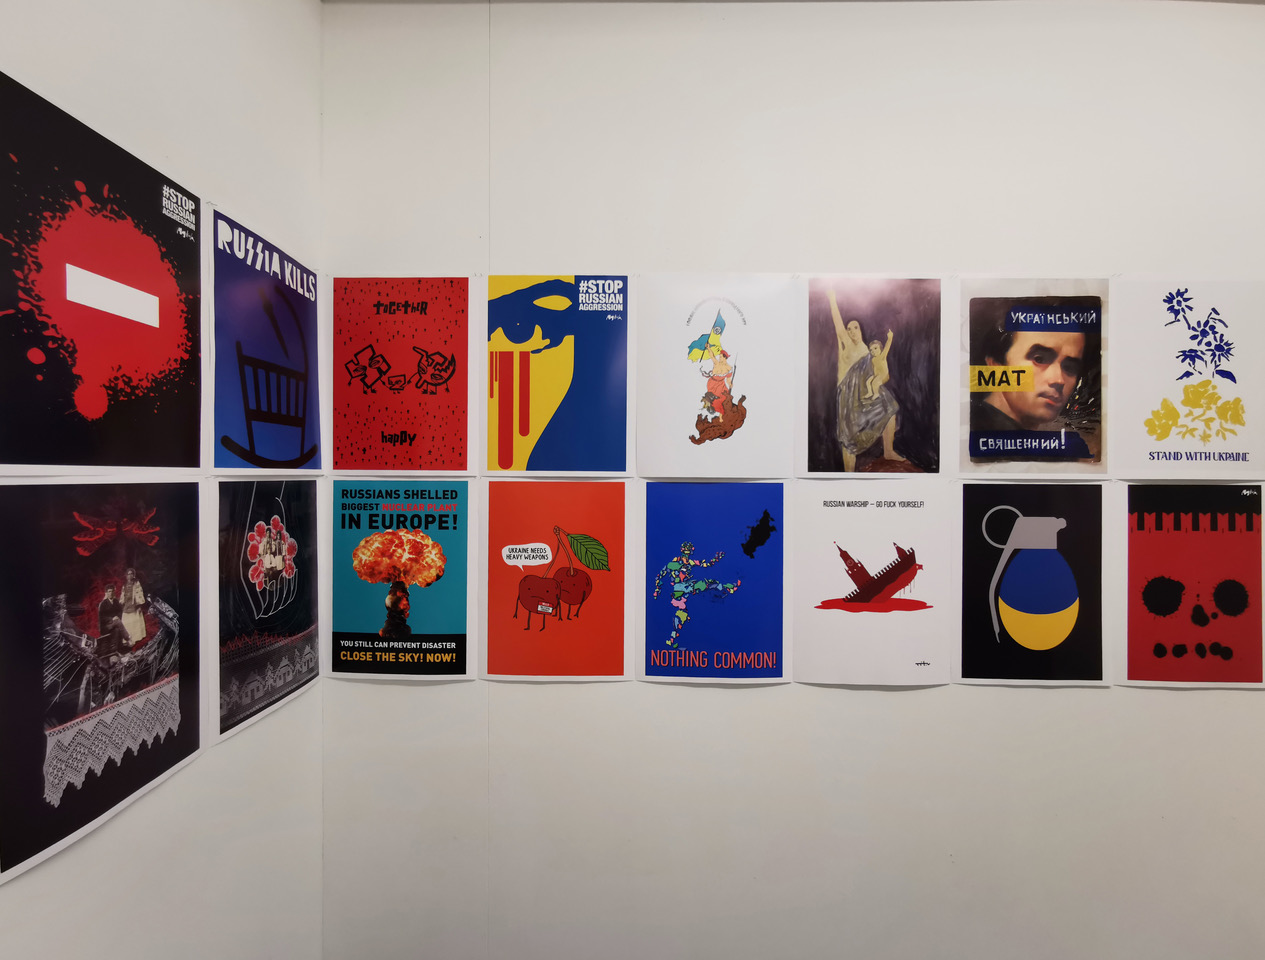 #STOP
RUSSIAN
AGGRESSION
RUSSIA KILLS
togETHER
happy
#STOP
RUSSIAN
AGGRESSION
УКРАЇНСЬКИЙ
МАТ
СВЯЩЕННИЙ!
STAND WITH UKRAINE
RUSSIANS SHELLED
BIGGEST NUCLEAR PLANT
IN EUROPE!
YOU STILL CAN PREVENT DISASTER
CLOSE THE SKY! NOW!
UKRAINE NEEDS
HEAVY WEAPONS
NOTHING COMMON!
RUSSIAN WARSHIP – GO FUCK YOURSELF!